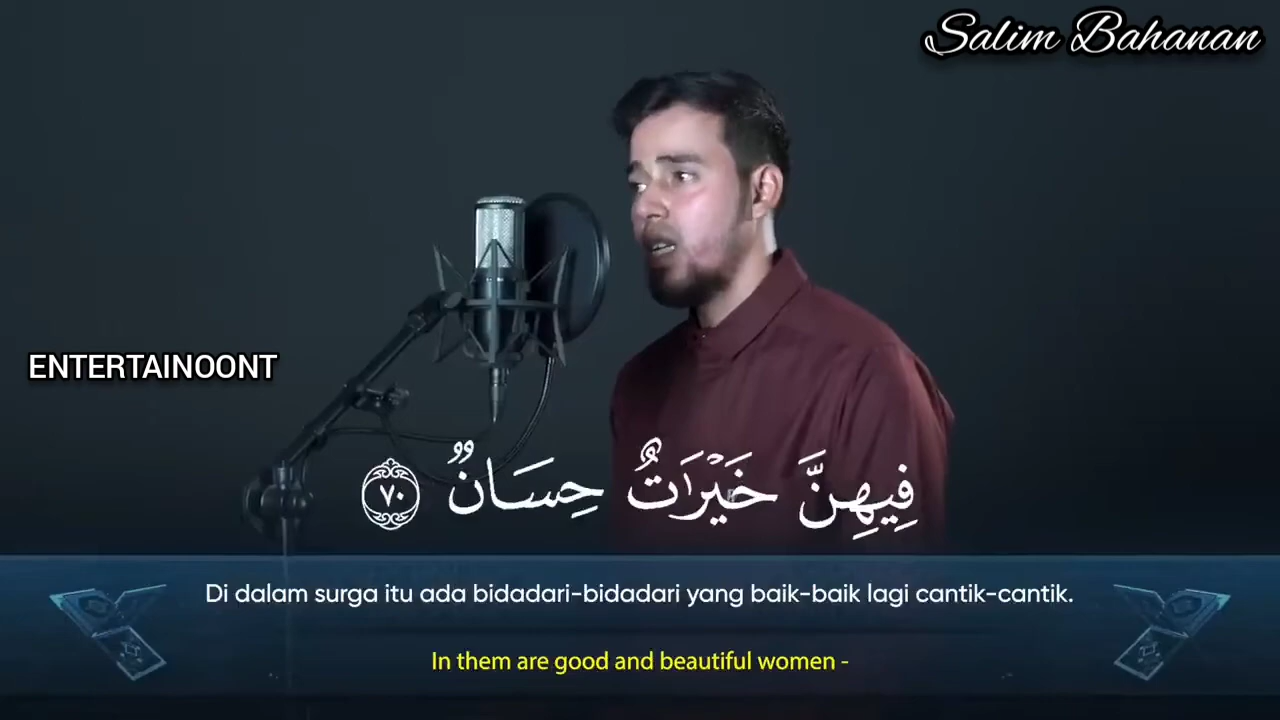 Salim Bahanan
ENTERTAINOONT
فِيهِنَّ خَيْرَٰتٌ حِسَانٌ ٧٠
Di dalam surga itu ada bidadari-bidadari yang baik-baik lagi cantik-cantik.
In them are good and beautiful women -